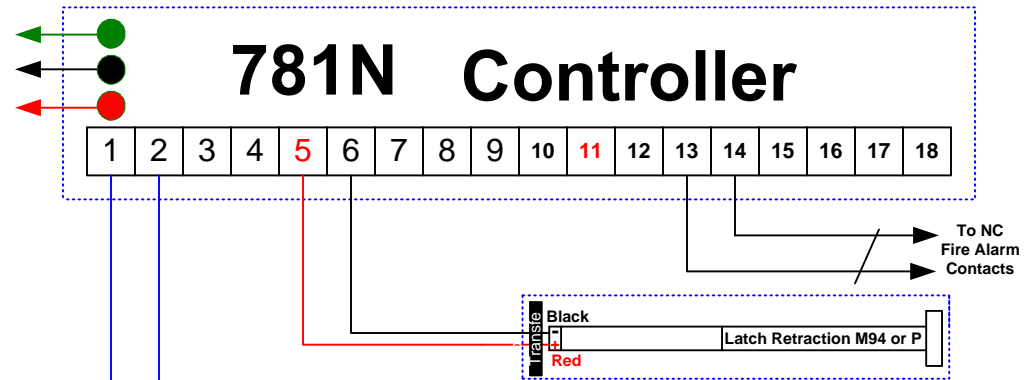 781N Controller
1 2 3 4 5 6 7 8 9 10 11 12 13 14 15 16 17 18
To NC
Fire Alarm
Contacts
Transfe
Black
-
Latch Retraction M94 or P
+
Red